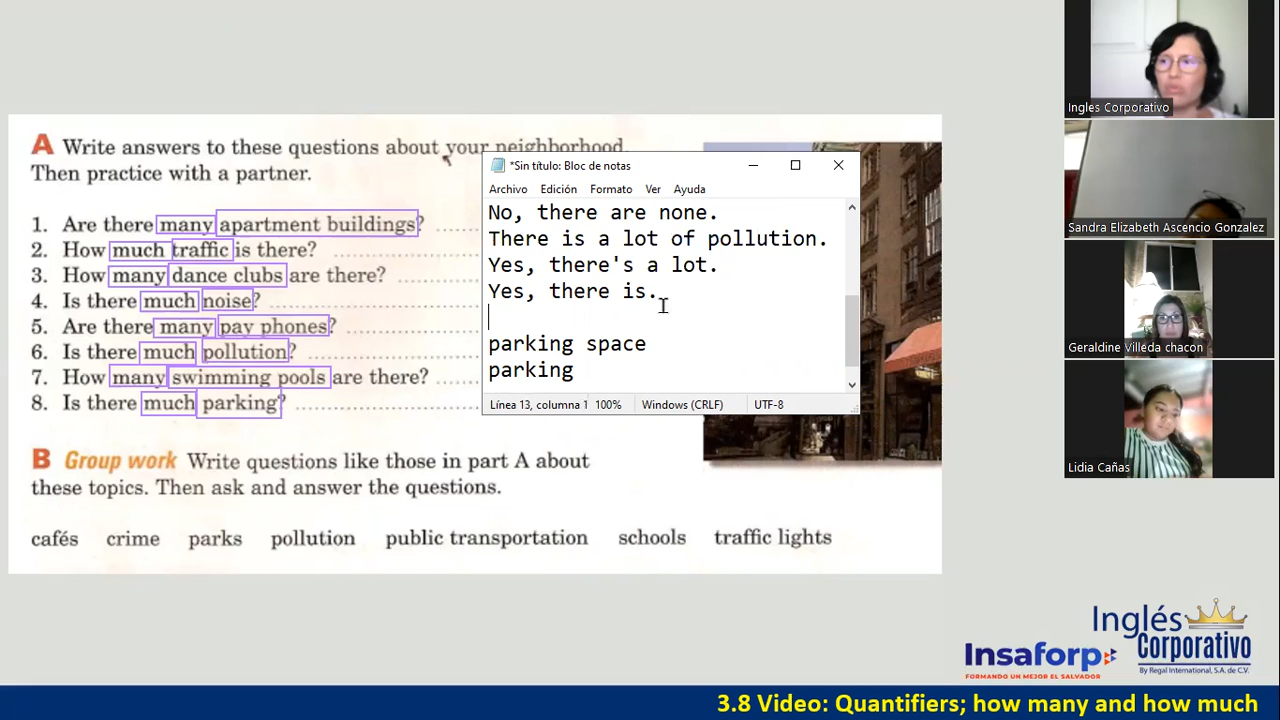 A Write answers to these questions about your neighborhood.
Then practice with a partner.
1. Are there many apartment buildings?
2. How much traffic is there?
3. How many dance clubs are there?
4. Is there much noise?
5. Are there many pay phones?
6. Is there much pollution?
7. How many swimming pools are there?
8. Is there much parking?
*Sin título: Bloc de notas
Archivo Edición Formato Ver Ayuda
No, there are none.
There is a lot of pollution.
Yes, there's a lot.
Yes, there is.
parking space
parking
Línea 13, columna 1 100% Windows (CRLF) UTF-8
B Group work Write questions like those in part A about
these topics. Then ask and answer the questions.
cafés crime parks pollution public transportation schools traffic lights
Ingles Corporativo
Sandra Elizabeth Ascencio Gonzalez
Geraldine Villeda chacon
Lidia Cañas
Insaforp
FORMANDO UN MEJOR EL SALVADOR
Inglés
Corporativo
By Regal International, S.A. de C.V.
3.8 Video: Quantifiers; how many and how much